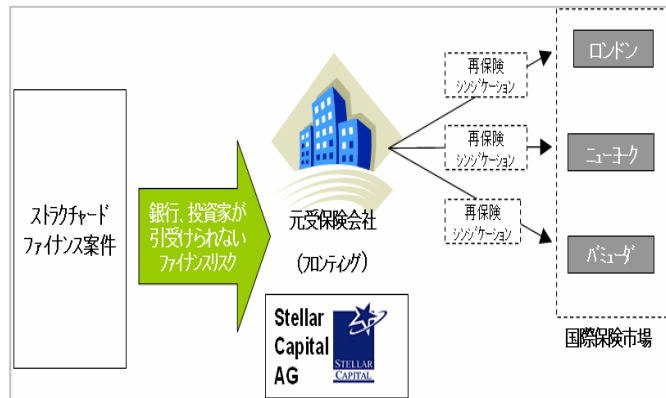 ストラクチャード
ファイナンス案件
銀行、投資家が
引受けられない
ファイナンスリスク
元受保険会社
(フロンティング)
Stellar
Capital
AG
STELLAR
CAPITAL
再保険
シンジケーション
再保険
シンジケーション
再保険
シンジケーション
ロンドン
ニューヨーク
バミューダ
国際保険市場